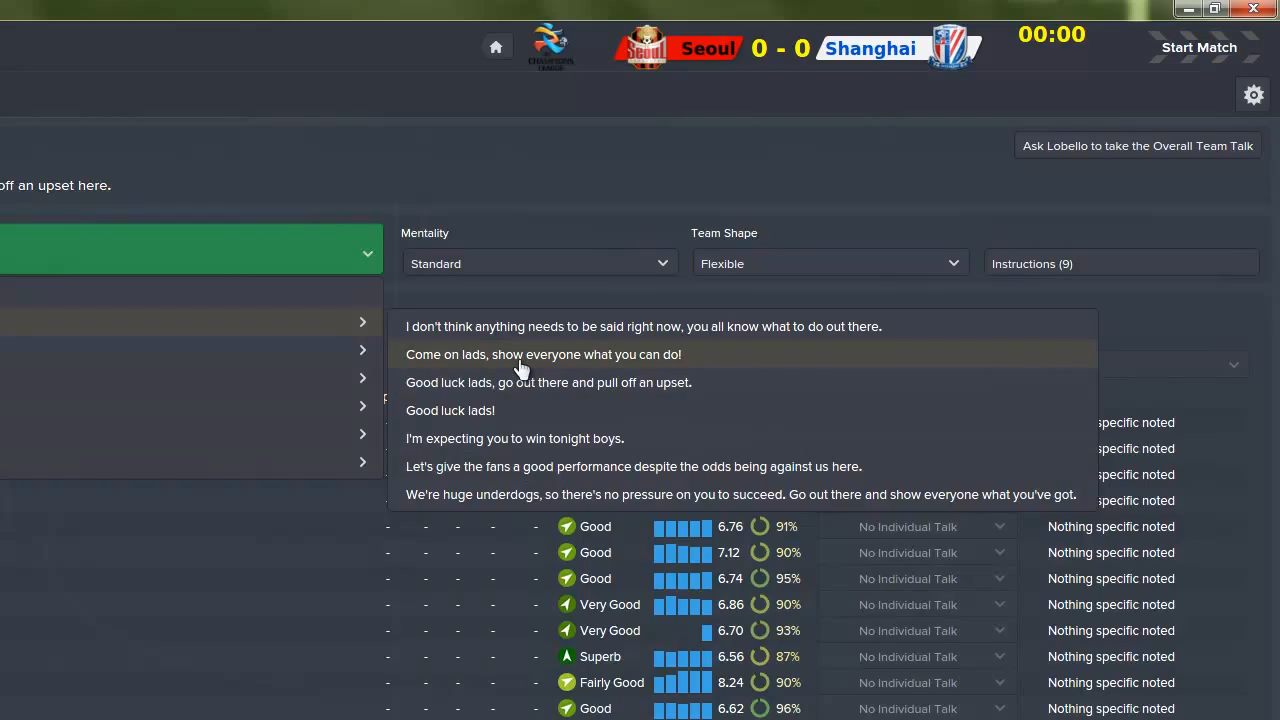 Seoul 0 - 0 Shanghai
00:00
Start Match
CHAMPIONS
LEAGUE
SEOUL
Ask Lobello to take the Overall Team Talk
off an upset here.
Mentality
Team Shape
Standard
Flexible
Instructions (9)
I don't think anything needs to be said right now, you all know what to do out there.
Come on lads, show everyone what you can do!
Good luck lads, go out there and pull off an upset.
Good luck lads!
I'm expecting you to win tonight boys.
Let's give the fans a good performance despite the odds being against us here.
We're huge underdogs, so there's no pressure on you to succeed. Go out there and show everyone what you've got.
specific noted
specific noted
specific noted
specific noted
- - - - - Good 6.76 91% No Individual Talk Nothing specific noted
- - - - - Good 7.12 90% No Individual Talk Nothing specific noted
- - - - - Good 6.74 95% No Individual Talk Nothing specific noted
- - - - - Very Good 6.86 90% No Individual Talk Nothing specific noted
- - - - - Very Good 6.70 93% No Individual Talk Nothing specific noted
- - - - - Superb 6.56 87% No Individual Talk Nothing specific noted
- - - - - Fairly Good 8.24 90% No Individual Talk Nothing specific noted
- - - - - Good 6.62 96% No Individual Talk Nothing specific noted